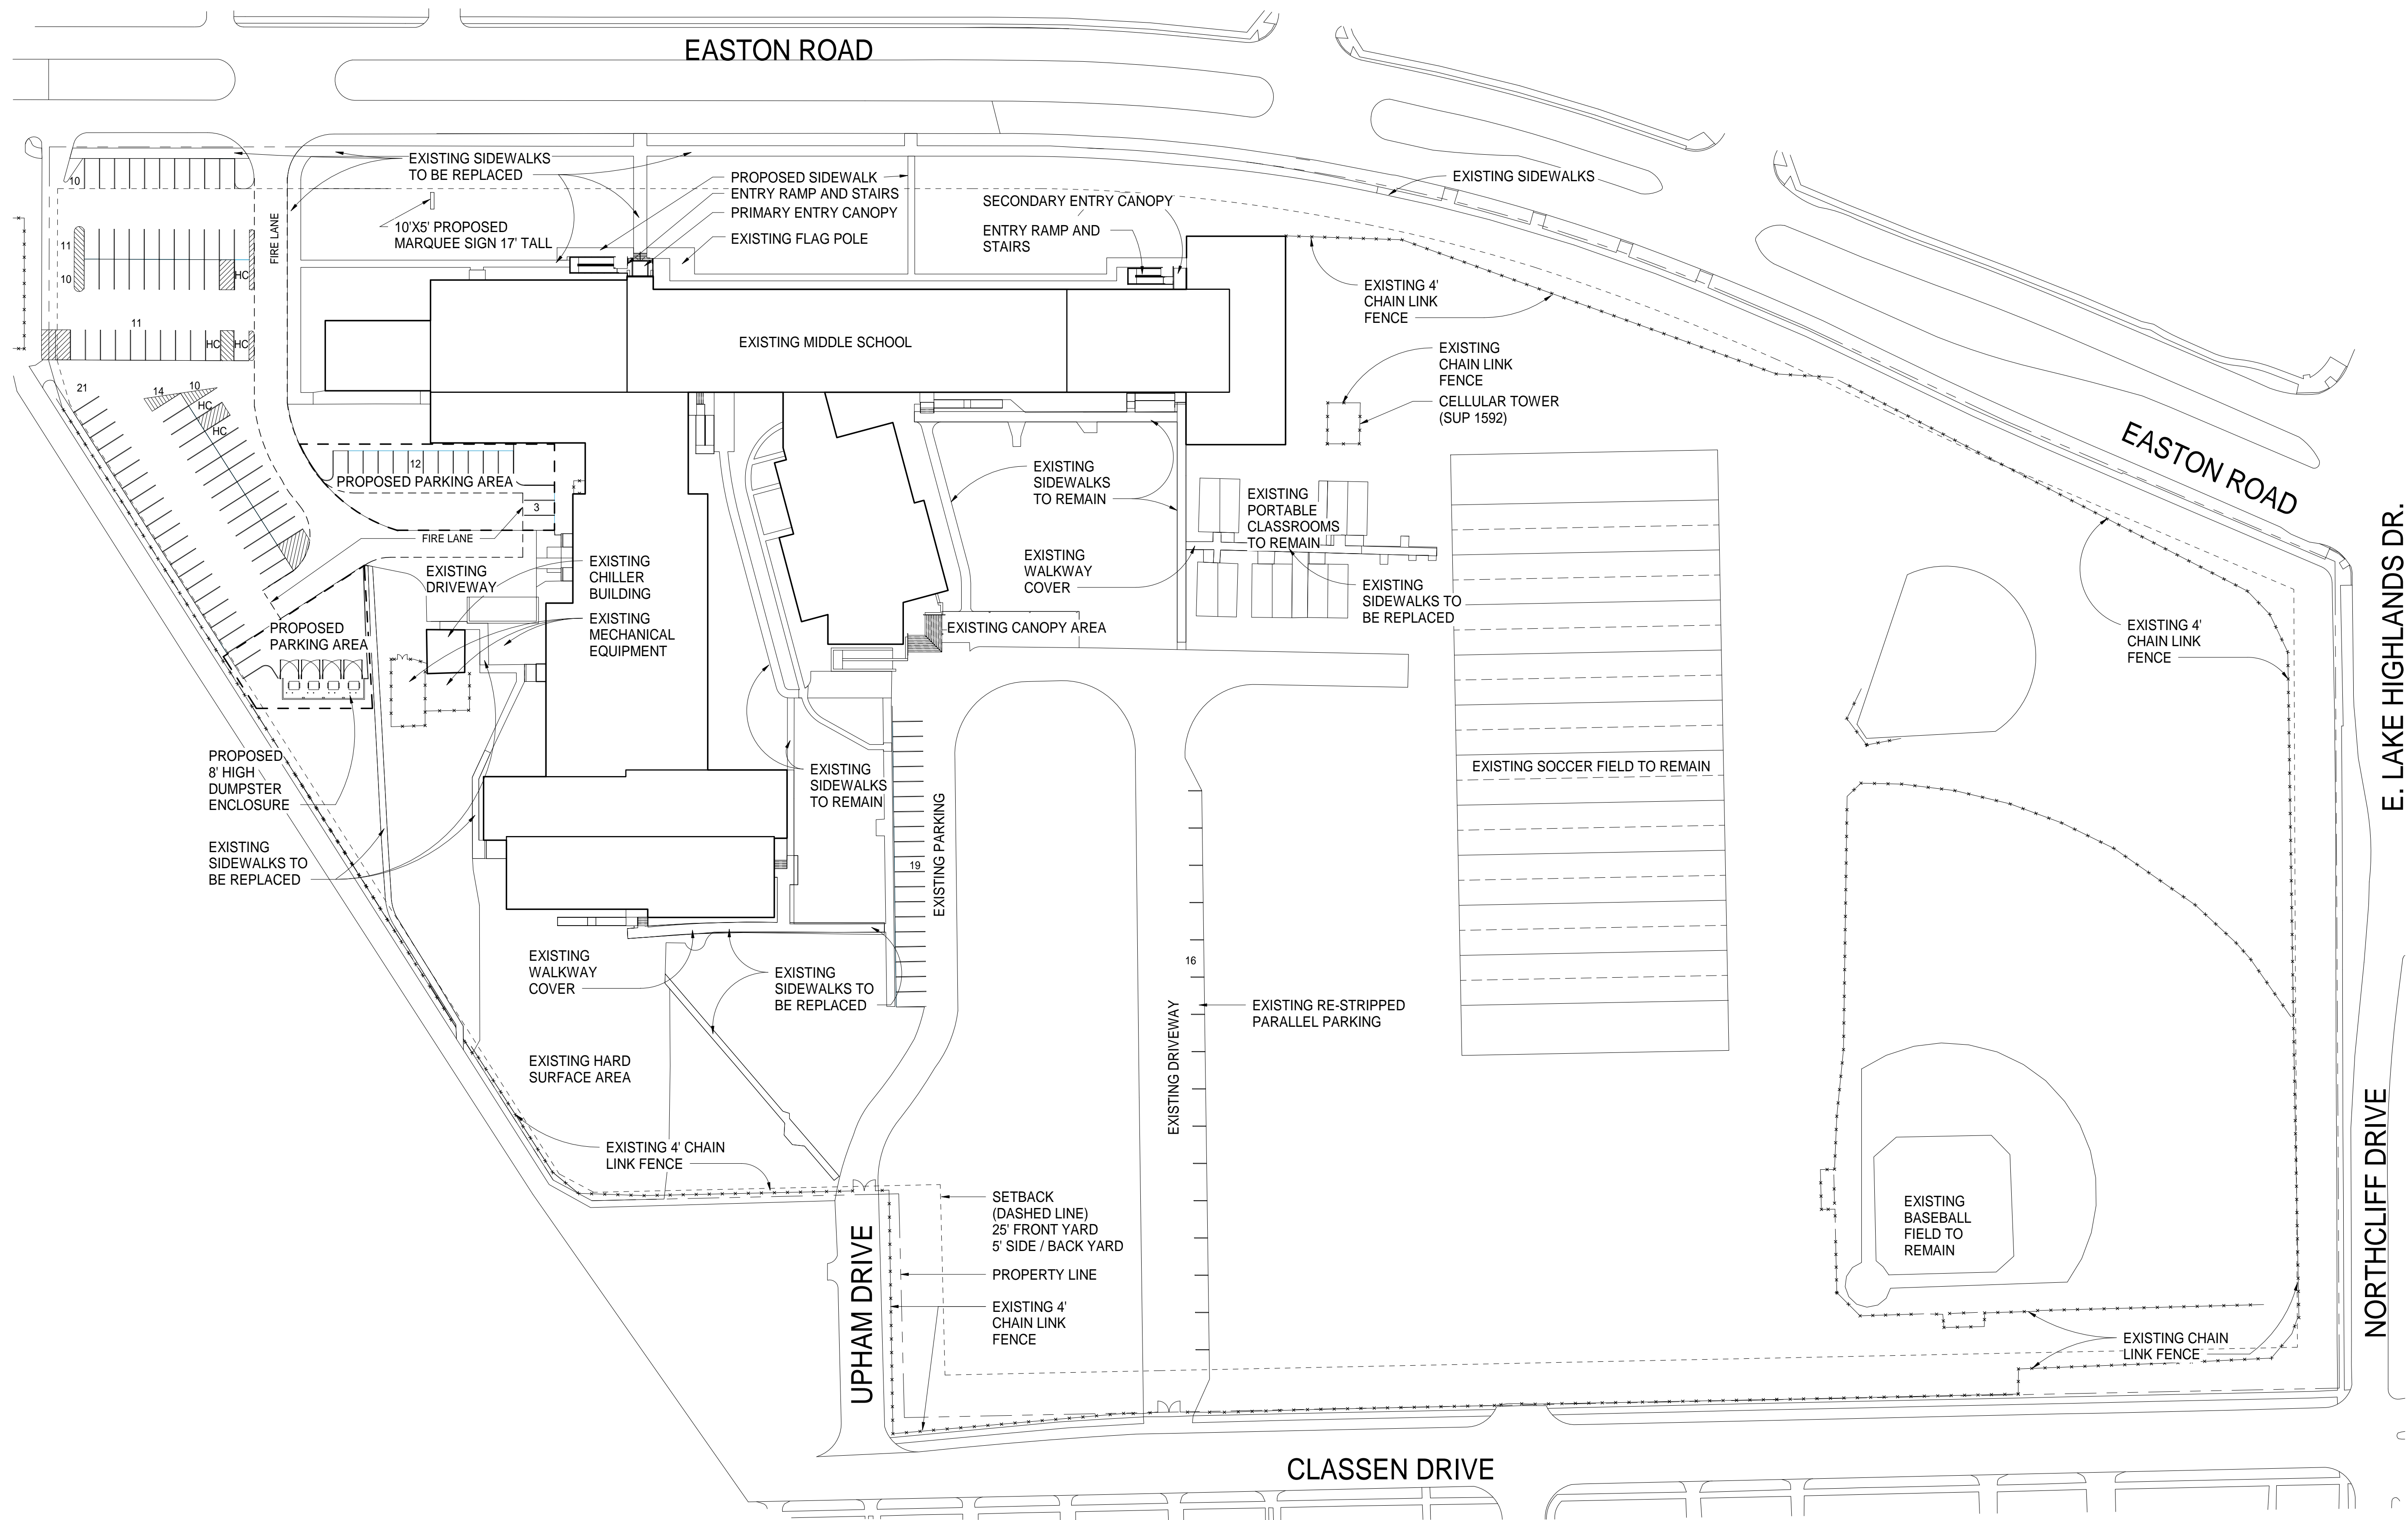 EASTON ROAD
EXISTING SIDEWALKS
TO BE REPLACED
10
FIRE LANE
10'X5' PROPOSED
MARQUEE SIGN 17' TALL
PROPOSED SIDEWALK
ENTRY RAMP AND STAIRS
PRIMARY ENTRY CANOPY
EXISTING FLAG POLE
SECONDARY ENTRY CANOPY
ENTRY RAMP AND
STAIRS
EXISTING SIDEWALKS
11
10
HC
11
HC
HC
EXISTING MIDDLE SCHOOL
EXISTING 4'
CHAIN LINK
FENCE
EXISTING
CHAIN LINK
FENCE
CELLULAR TOWER
(SUP 1592)
21
14
10
HC
HC
12
PROPOSED PARKING AREA
3
FIRE LANE
EXISTING
SIDEWALKS
TO REMAIN
EXISTING
PORTABLE
CLASSROOMS
TO REMAIN
EASTON ROAD
E. LAKE HIGHLANDS DR.
EXISTING
DRIVEWAY
EXISTING
CHILLER
BUILDING
EXISTING
MECHANICAL
EQUIPMENT
EXISTING
WALKWAY
COVER
EXISTING
SIDEWALKS TO
BE REPLACED
EXISTING CANOPY AREA
PROPOSED
PARKING AREA
EXISTING 4'
CHAIN LINK
FENCE
PROPOSED
8' HIGH
DUMPSTER
ENCLOSURE
EXISTING
SIDEWALKS
TO REMAIN
EXISTING SOCCER FIELD TO REMAIN
EXISTING
SIDEWALKS TO
BE REPLACED
19
EXISTING PARKING
EXISTING
WALKWAY
COVER
EXISTING
SIDEWALKS TO
BE REPLACED
16
EXISTING DRIVEWAY
EXISTING RE-STRIPPED
PARALLEL PARKING
EXISTING HARD
SURFACE AREA
EXISTING 4' CHAIN
LINK FENCE
SETBACK
(DASHED LINE)
25' FRONT YARD
5' SIDE / BACK YARD
PROPERTY LINE
EXISTING 4'
CHAIN LINK
FENCE
UPHAM DRIVE
EXISTING
BASEBALL
FIELD TO
REMAIN
NORTHCLIFF DRIVE
EXISTING CHAIN
LINK FENCE
CLASSEN DRIVE